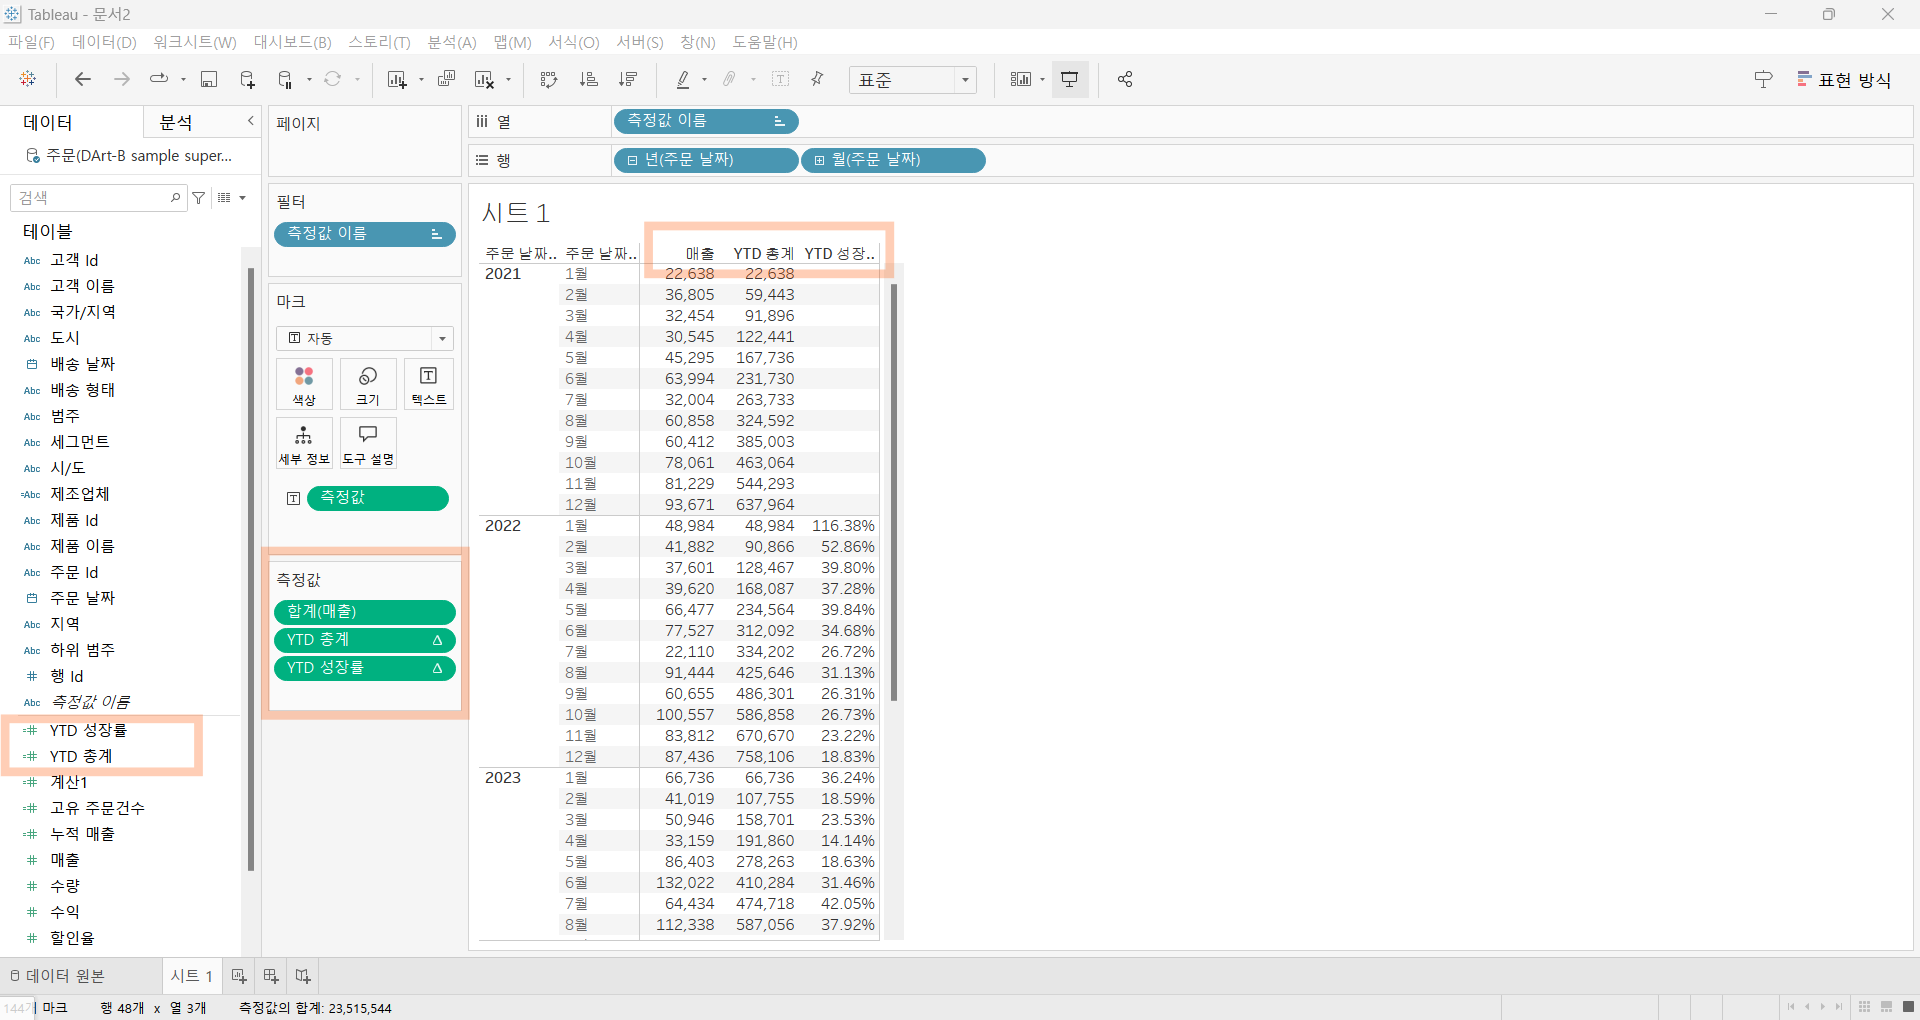 Tableau - 문서2
파일(F) 데이터(D) 워크시트(W) 대시보드(B) 스토리(T) 분석(A) 맵(M) 서식(O) 서버(S) 창(N) 도움말(H)
표준
표현 방식
데이터 분석
주문(DArt-B sample super...
검색
테이블
Abc 고객 Id
Abc 고객 이름
Abc 국가/지역
Abc 도시
배송 날짜
Abc 배송 형태
Abc 범주
Abc 세그먼트
Abc 시/도
=Abc 제조업체
Abc 제품 Id
Abc 제품 이름
Abc 주문 Id
주문 날짜
Abc 지역
Abc 하위 범주
# 행 Id
Abc 측정값 이름
=# YTD 성장률
=# YTD 총계
=# 계산1
=# 고유 주문건수
=# 누적 매출
# 매출
# 수량
# 수익
# 할인율
페이지
필터
측정값 이름
마크
자동
색상 크기 텍스트
세부 정보 도구 설명
측정값
측정값
합계(매출)
YTD 총계 Δ
YTD 성장률 Δ
열 측정값 이름
행 년(주문 날짜) 월(주문 날짜)
시트 1
주문 날짜.. 주문 날짜.. 매출 YTD 총계 YTD 성장..
2021 1월 22,638 22,638
2월 36,805 59,443
3월 32,454 91,896
4월 30,545 122,441
5월 45,295 167,736
6월 63,994 231,730
7월 32,004 263,733
8월 60,858 324,592
9월 60,412 385,003
10월 78,061 463,064
11월 81,229 544,293
12월 93,671 637,964
2022 1월 48,984 48,984 116.38%
2월 41,882 90,866 52.86%
3월 37,601 128,467 39.80%
4월 39,620 168,087 37.28%
5월 66,477 234,564 39.84%
6월 77,527 312,092 34.68%
7월 22,110 334,202 26.72%
8월 91,444 425,646 31.13%
9월 60,655 486,301 26.31%
10월 100,557 586,858 26.73%
11월 83,812 670,670 23.22%
12월 87,436 758,106 18.83%
2023 1월 66,736 66,736 36.24%
2월 41,019 107,755 18.59%
3월 50,946 158,701 23.53%
4월 33,159 191,860 14.14%
5월 86,403 278,263 18.63%
6월 132,022 410,284 31.46%
7월 64,434 474,718 42.05%
8월 112,338 587,056 37.92%
데이터 원본 시트 1
144개 마크 행 48개 x 열 3개 측정값의 합계: 23,515,544